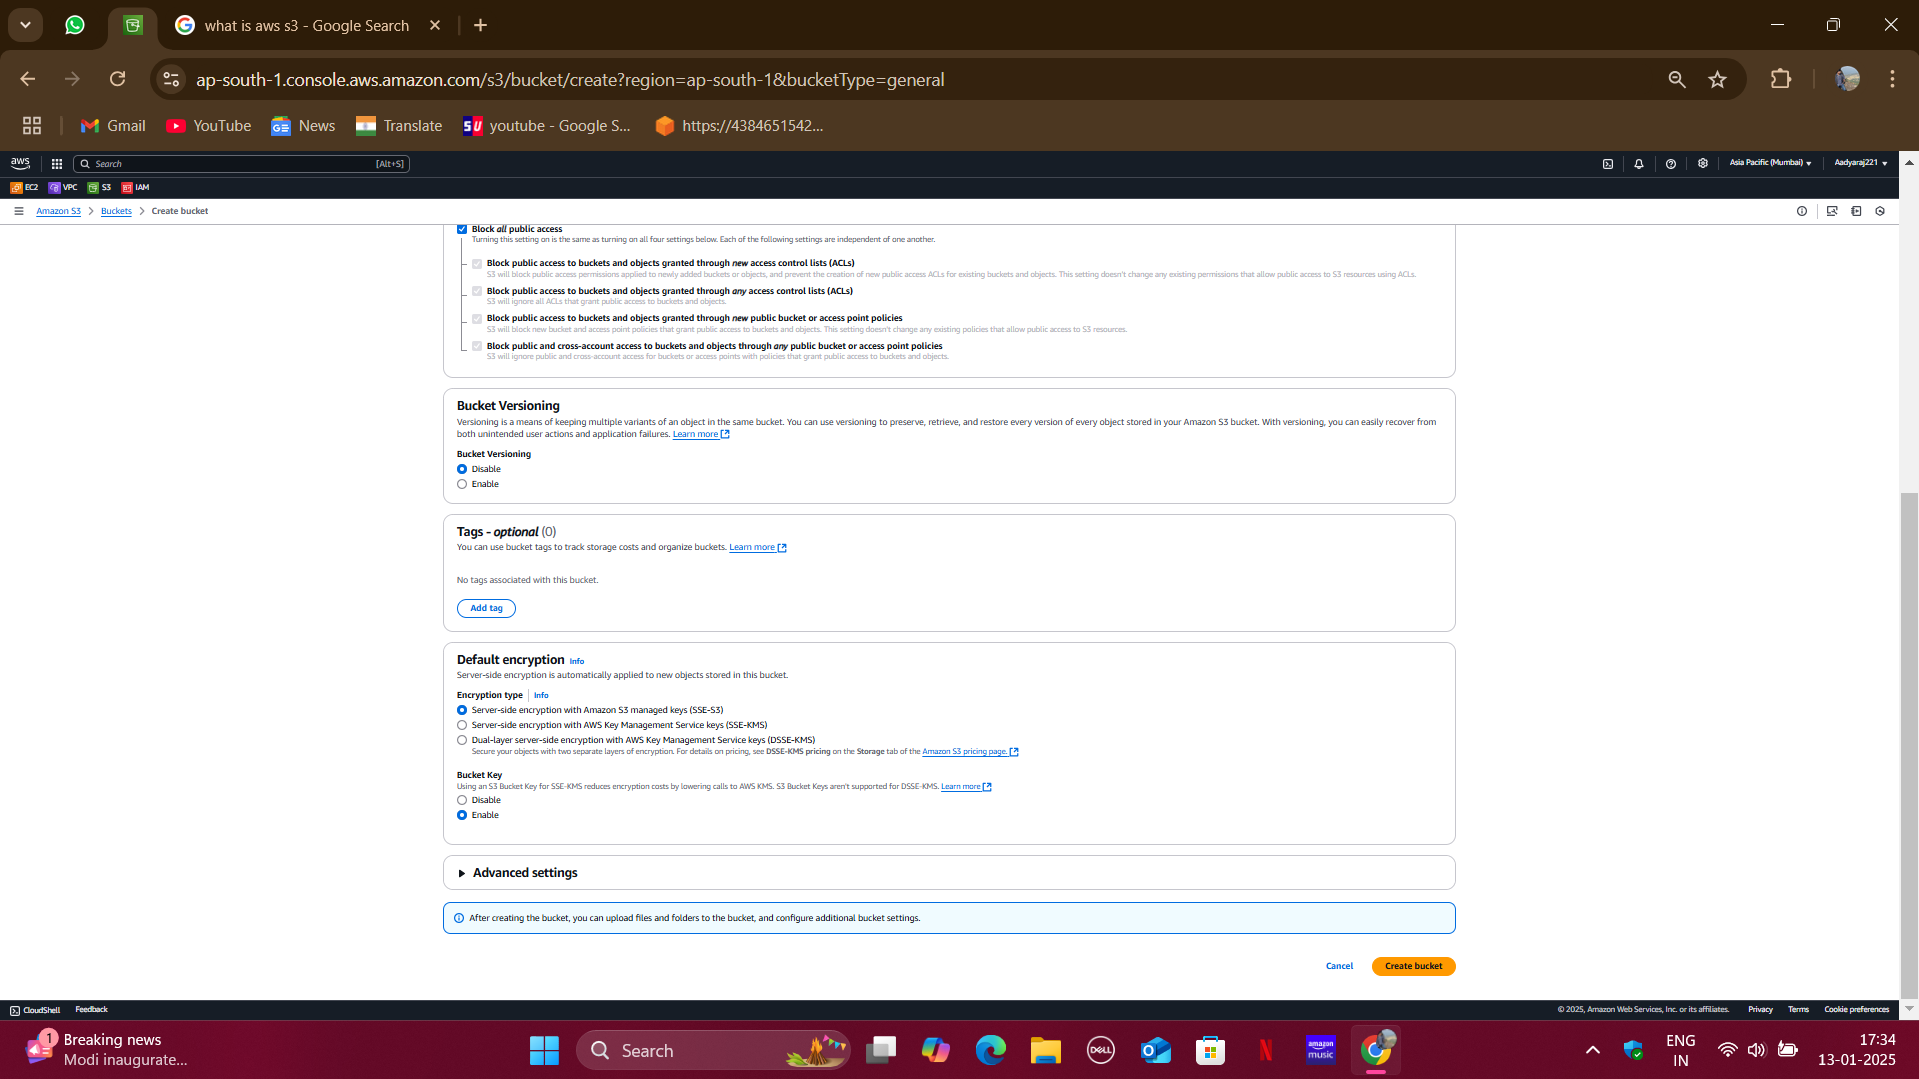 what is aws s3 - Google Search
ap-south-1.console.aws.amazon.com/s3/bucket/create?region=ap-south-1&bucketType=general
Gmail
YouTube
News
Translate
youtube - Google S...
https://4384651542...
aws
Search
[Alt+S]
Asia Pacific (Mumbai)
Aadyaraj221
EC2
VPC
S3
IAM
Amazon S3
Buckets
Create bucket
Block all public access
Turning this setting on is the same as turning on all four settings below. Each of the following settings are independent of one another.
Block public access to buckets and objects granted through new access control lists (ACLs)
S3 will block public access permissions applied to newly added buckets or objects, and prevent the creation of new public access ACLs for existing buckets and objects. This setting doesn't change any existing permissions that allow public access to S3 resources using ACLs.
Block public access to buckets and objects granted through any access control lists (ACLs)
S3 will ignore all ACLs that grant public access to buckets and objects.
Block public access to buckets and objects granted through new public bucket or access point policies
S3 will block new bucket and access point policies that grant public access to buckets and objects. This setting doesn't change any existing policies that allow public access to S3 resources.
Block public and cross-account access to buckets and objects through any public bucket or access point policies
S3 will ignore public and cross-account access for buckets or access points with policies that grant public access to buckets and objects.
Bucket Versioning
Versioning is a means of keeping multiple variants of an object in the same bucket. You can use versioning to preserve, retrieve, and restore every version of every object stored in your Amazon S3 bucket. With versioning, you can easily recover from
both unintended user actions and application failures. Learn more
Bucket Versioning
Disable
Enable
Tags - optional (0)
You can use bucket tags to track storage costs and organize buckets. Learn more
No tags associated with this bucket.
Add tag
Default encryption Info
Server-side encryption is automatically applied to new objects stored in this bucket.
Encryption type Info
Server-side encryption with Amazon S3 managed keys (SSE-S3)
Server-side encryption with AWS Key Management Service keys (SSE-KMS)
Dual-layer server-side encryption with AWS Key Management Service keys (DSSE-KMS)
Secure your objects with two separate layers of encryption. For details on pricing, see DSSE-KMS pricing on the Storage tab of the Amazon S3 pricing page.
Bucket Key
Using an S3 Bucket Key for SSE-KMS reduces encryption costs by lowering calls to AWS KMS. S3 Bucket Keys aren't supported for DSSE-KMS. Learn more
Disable
Enable
Advanced settings
After creating the bucket, you can upload files and folders to the bucket, and configure additional bucket settings.
Cancel
Create bucket
CloudShell
Feedback
© 2025, Amazon Web Services, Inc. or its affiliates.
Privacy
Terms
Cookie preferences
1
Breaking news
Modi inaugurate...
Search
DELL
amazon
music
ENG
IN
17:34
13-01-2025